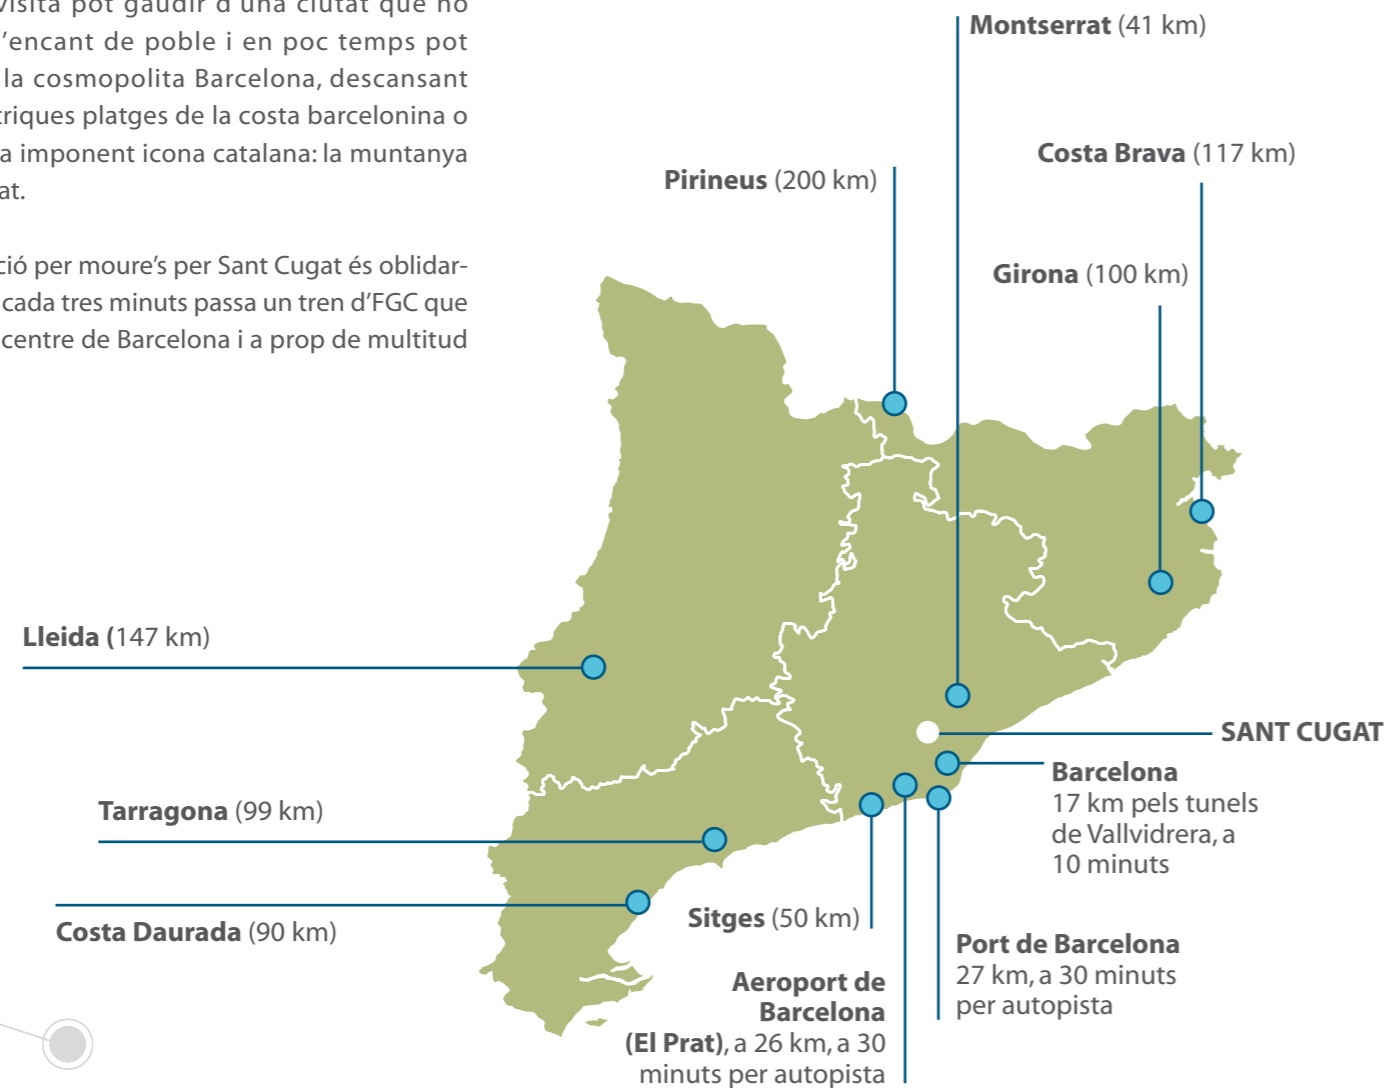 visita pot gaudir d’una ciutat que no
’encant de poble i en poc temps pot
la cosmopolita Barcelona, descansant
triques platges de la costa barcelonina o
a imponent icona catalana: la muntanya
at.
ció per moure’s per Sant Cugat és oblidar-
cada tres minuts passa un tren d’FGC que
centre de Barcelona i a prop de multitud
Montserrat (41 km)
Costa Brava (117 km)
Pirineus (200 km)
Girona (100 km)
Lleida (147 km)
SANT CUGAT
Barcelona
17 km pels tunels
de Vallvidrera, a
10 minuts
Tarragona (99 km)
Costa Daurada (90 km)
Sitges (50 km)
Port de Barcelona
27 km, a 30 minuts
per autopista
Aeroport de
Barcelona
(El Prat), a 26 km, a 30
minuts per autopista